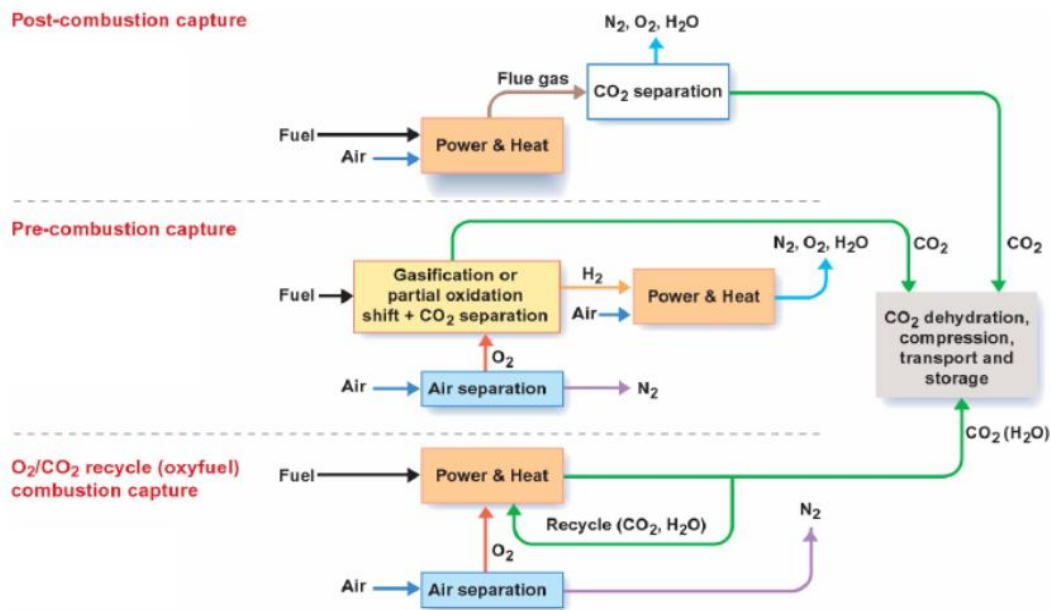 Post-combustion capture
N2, O2, H2O
Flue gas
CO2 separation
Fuel
Air
Power & Heat
CO2
Pre-combustion capture
N2, O2, H2O
CO2
Gasification or
partial oxidation
shift + CO2 separation
Fuel
H2
Air
Power & Heat
O2
Air
Air separation
N2
CO2 dehydration,
compression,
transport and
storage
CO2 (H2O)
O2/CO2 recycle (oxyfuel)
combustion capture
Fuel
Power & Heat
Recycle (CO2, H2O)
O2
N2
Air
Air separation